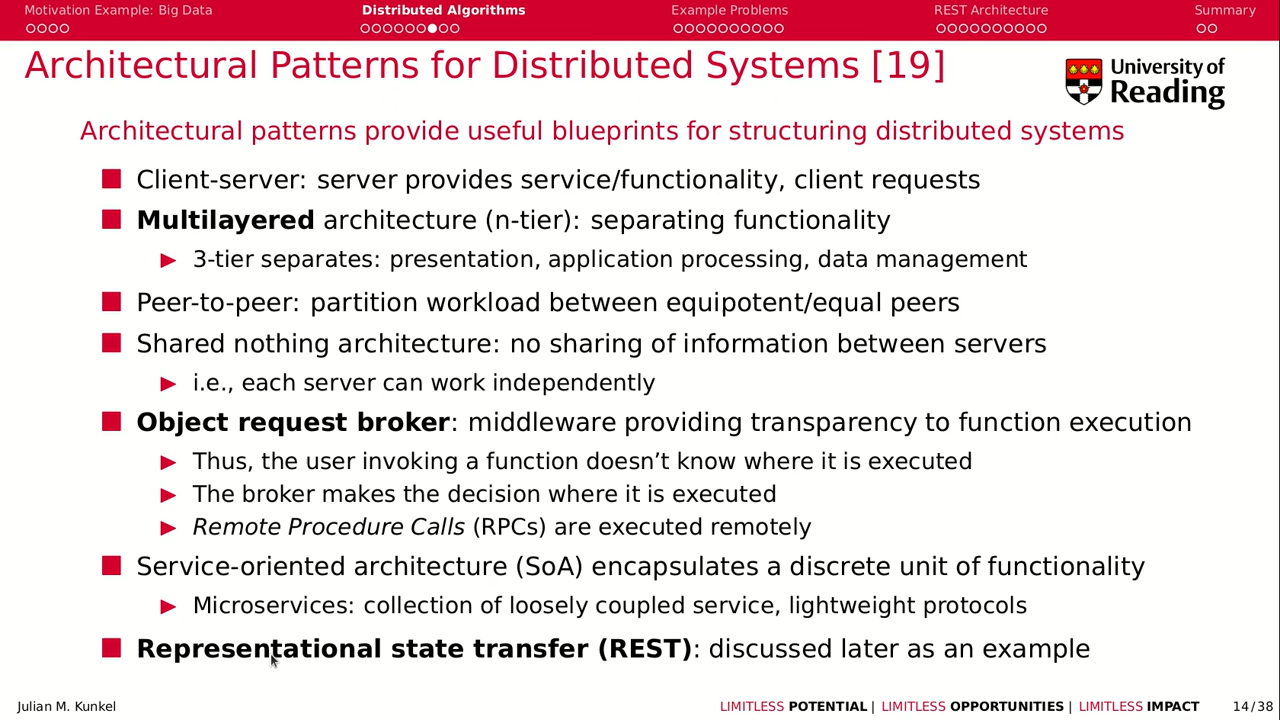 Motivation Example: Big Data Distributed Algorithms Example Problems REST Architecture Summary
Architectural Patterns for Distributed Systems [19]
University of
Reading
Architectural patterns provide useful blueprints for structuring distributed systems
Client-server: server provides service/functionality, client requests
Multilayered architecture (n-tier): separating functionality
3-tier separates: presentation, application processing, data management
Peer-to-peer: partition workload between equipotent/equal peers
Shared nothing architecture: no sharing of information between servers
i.e., each server can work independently
Object request broker: middleware providing transparency to function execution
Thus, the user invoking a function doesn't know where it is executed
The broker makes the decision where it is executed
Remote Procedure Calls (RPCs) are executed remotely
Service-oriented architecture (SoA) encapsulates a discrete unit of functionality
Microservices: collection of loosely coupled service, lightweight protocols
Representational state transfer (REST): discussed later as an example
Julian M. Kunkel LIMITLESS POTENTIAL | LIMITLESS OPPORTUNITIES | LIMITLESS IMPACT 14/38